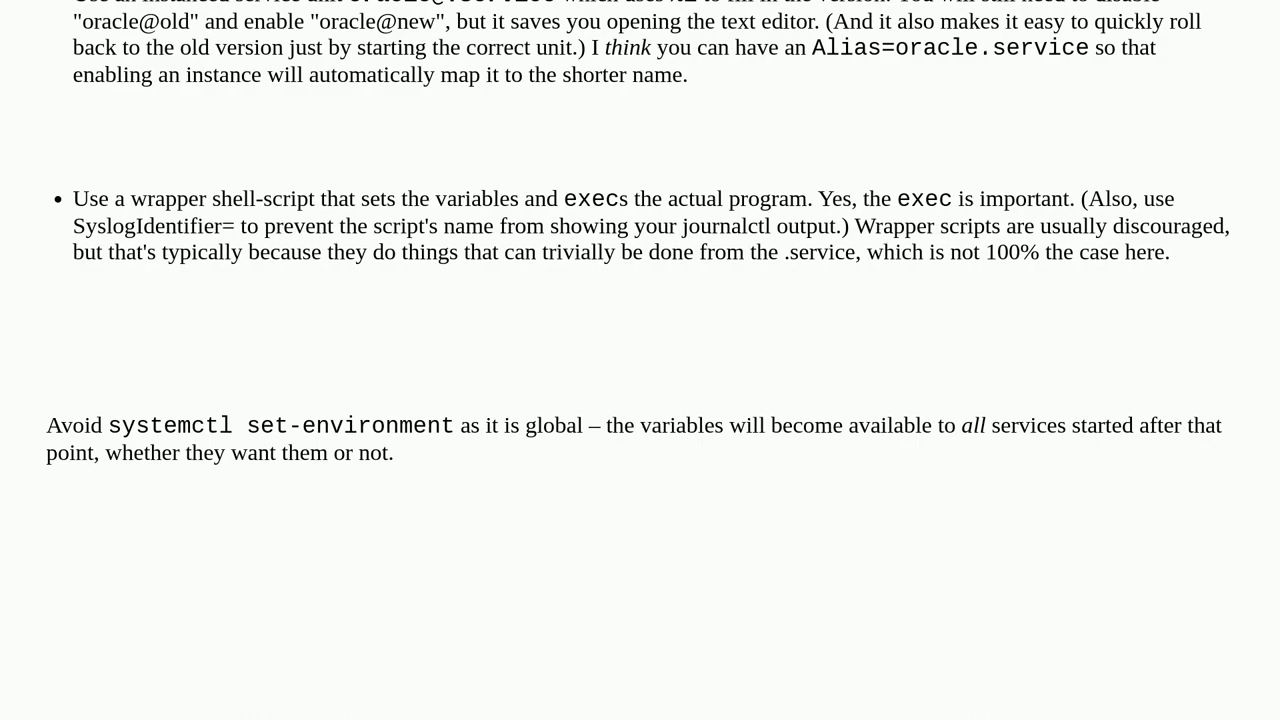 "oracle@old" and enable "oracle@new", but it saves you opening the text editor. (And it also makes it easy to quickly roll
back to the old version just by starting the correct unit.) I think you can have an Alias=oracle.service so that
enabling an instance will automatically map it to the shorter name.
• Use a wrapper shell-script that sets the variables and execs the actual program. Yes, the exec is important. (Also, use
SyslogIdentifier= to prevent the script's name from showing your journalctl output.) Wrapper scripts are usually discouraged,
but that's typically because they do things that can trivially be done from the .service, which is not 100% the case here.
Avoid systemctl set-environment as it is global – the variables will become available to all services started after that
point, whether they want them or not.